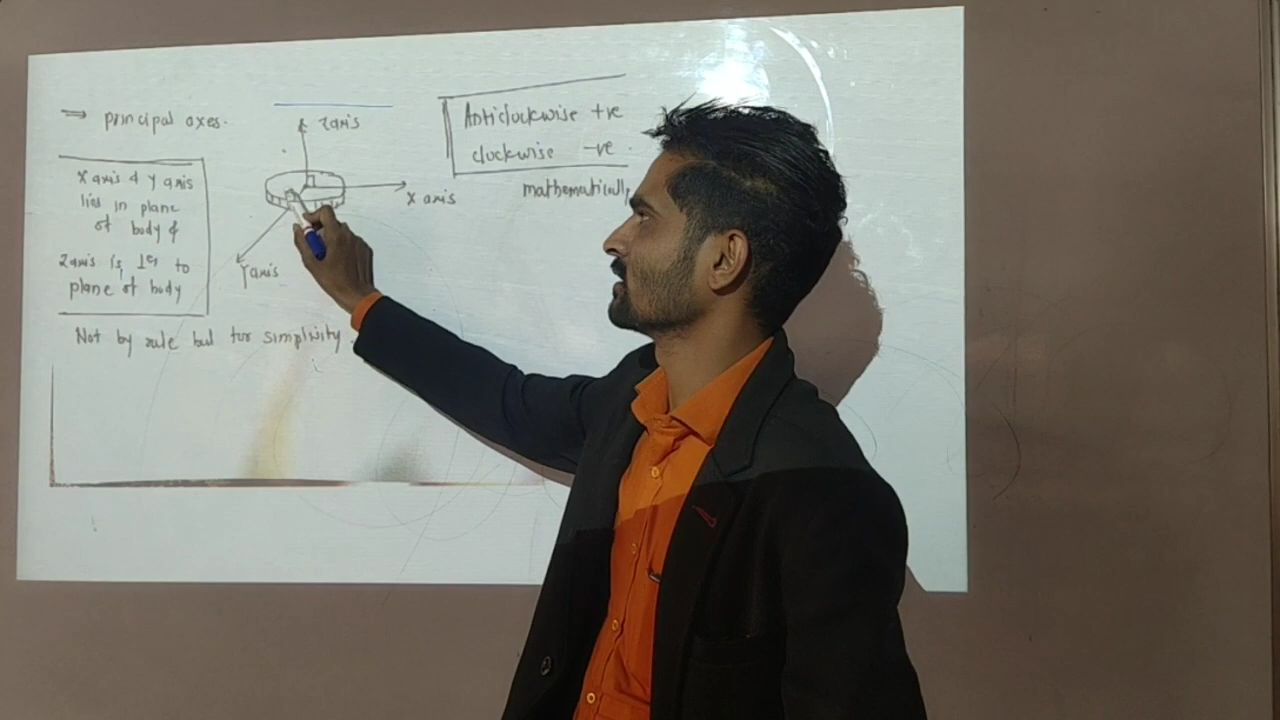 ⇒ principal axes.
x axis & y axis
lies in plane
of body &
z axis is ⊥er to
plane of body
Not by rule but for simplicity
z axis
x axis
y axis
Anticlockwise +ve
clockwise -ve.
mathematically